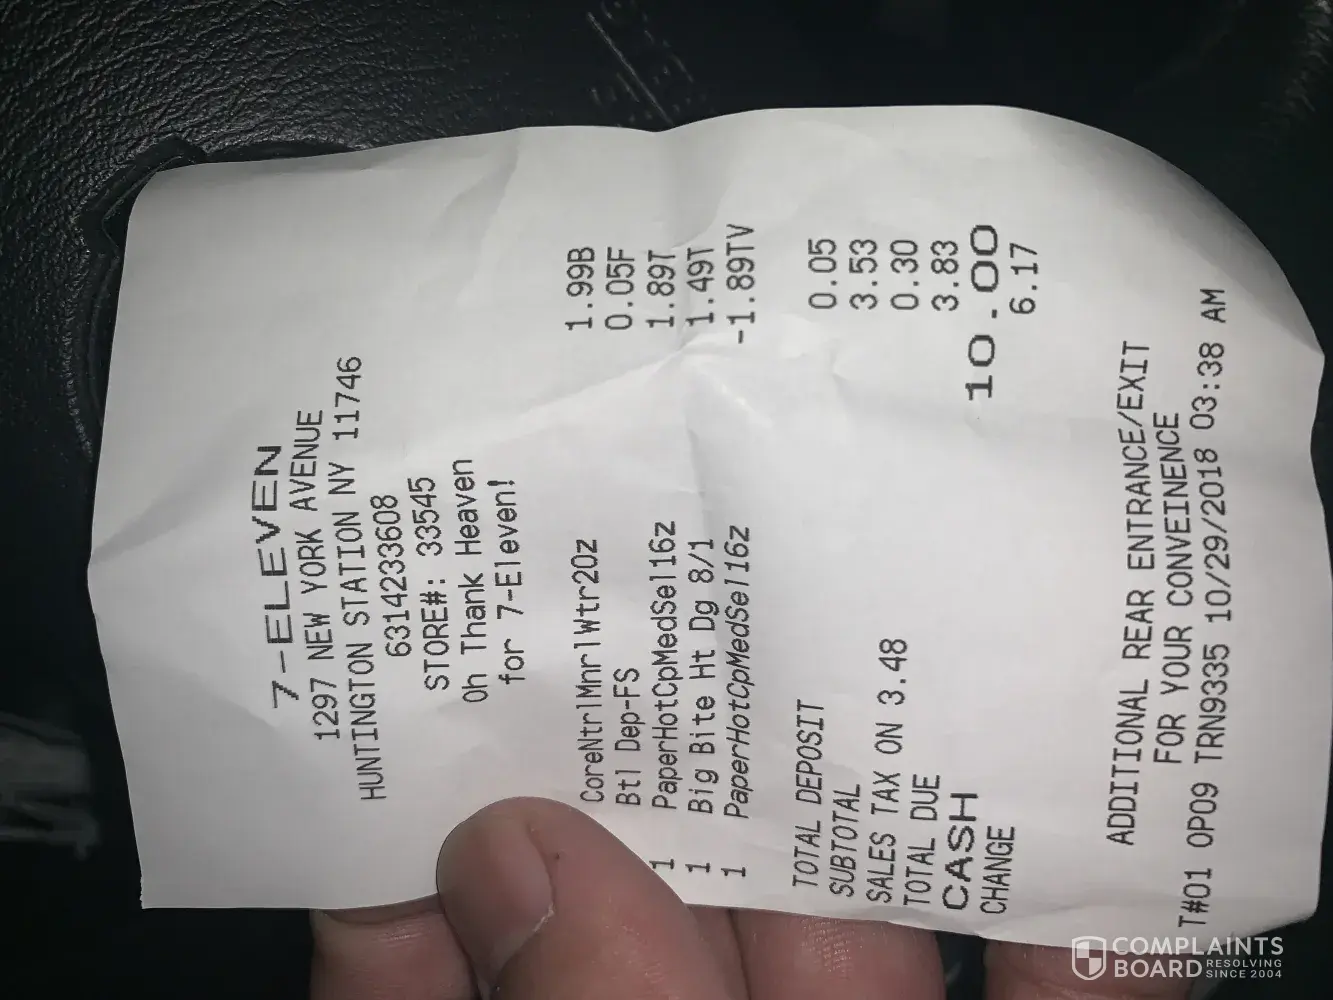 7-ELEVEN
1297 NEW YORK AVENUE
HUNTINGTON STATION NY 11746
6314233608
STORE#: 33545
Oh Thank Heaven
for 7-Eleven!
CoreNtrlMnrlWtr20z 1.99B
Btl Dep-FS 0.05F
1 PaperHotCpMedSel16z 1.89T
1 Big Bite Ht Dg 8/1 1.49T
1 PaperHotCpMedSel16z -1.89TV
TOTAL DEPOSIT 0.05
SUBTOTAL 3.53
SALES TAX ON 3.48 0.30
TOTAL DUE 3.83
CASH 10.00
CHANGE 6.17
ADDITIONAL REAR ENTRANCE/EXIT
FOR YOUR CONVEINENCE
T#01 OP09 TRN9335 10/29/2018 03:38 AM
COMPLAINTS
BOARD RESOLVING
SINCE 2004